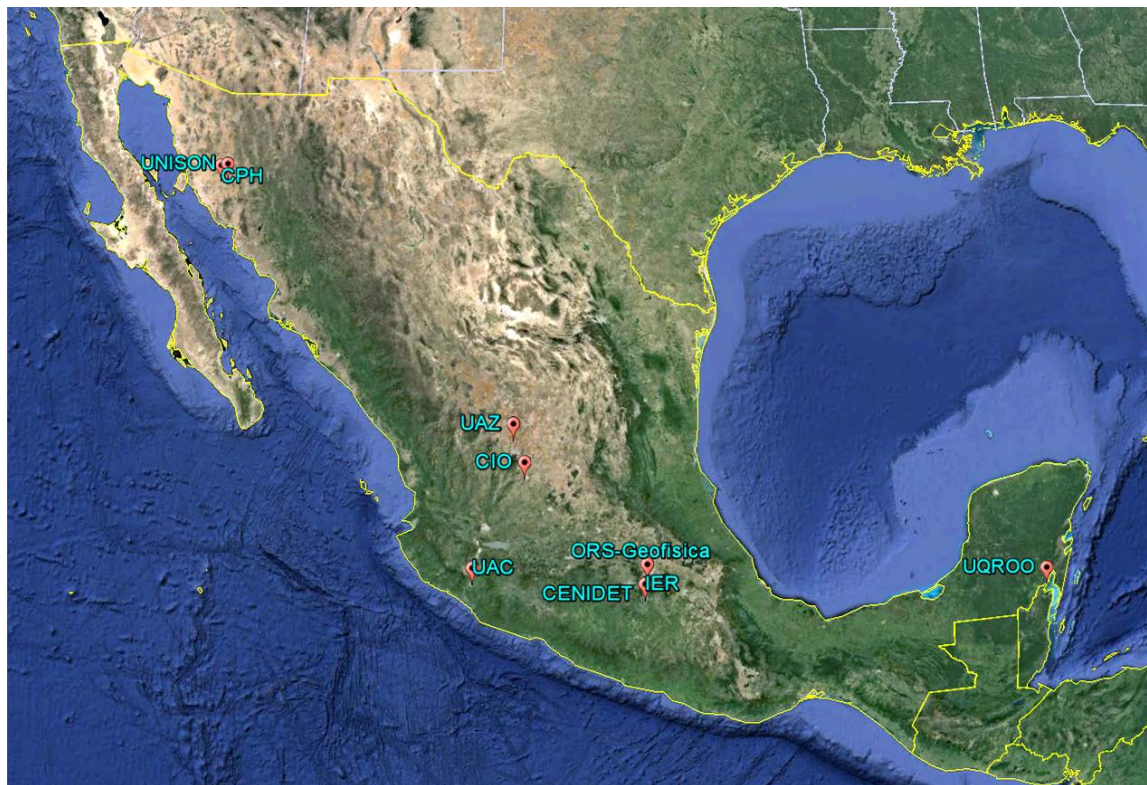 UNISON
CPH
UAZ
CIO
ORS-Geofisica
UAC
IER
CENIDET
UQROO